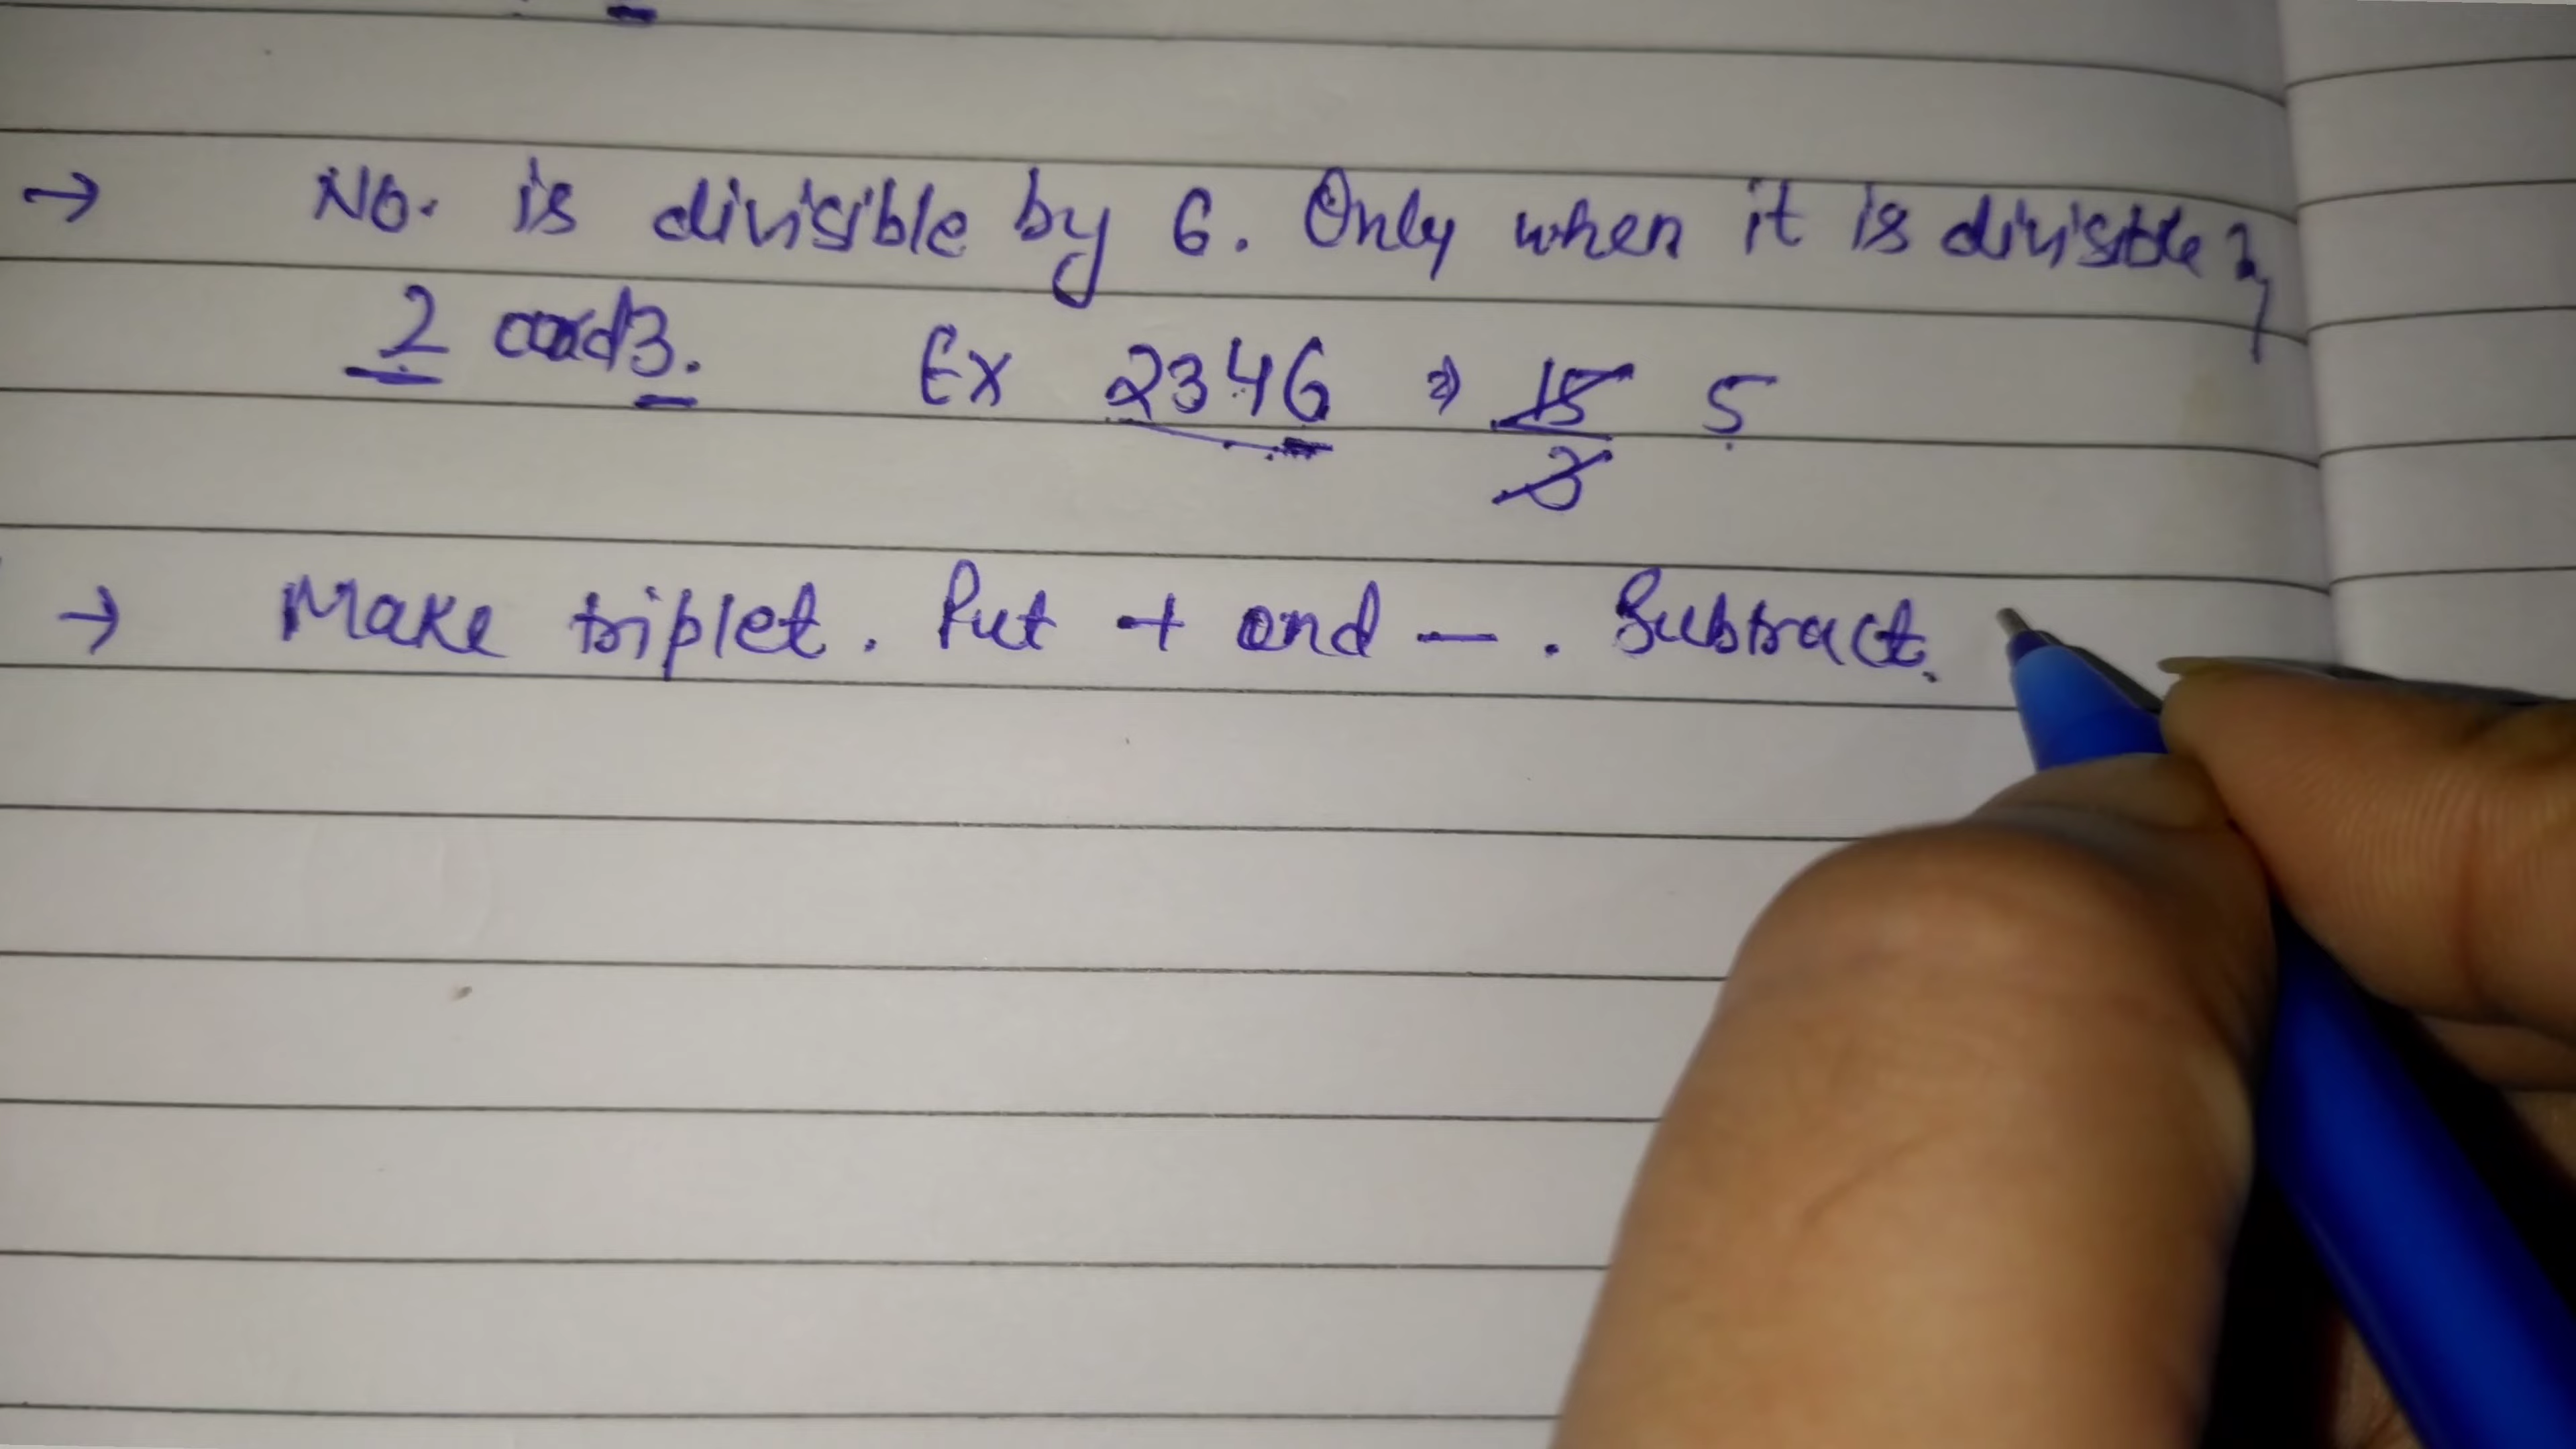 → No. is divisible by 6. Only when it is divisible by
2 and 3. Ex 2346 ⇒ 15/3 5
→ Make triplet. Put + and − . Subtract.